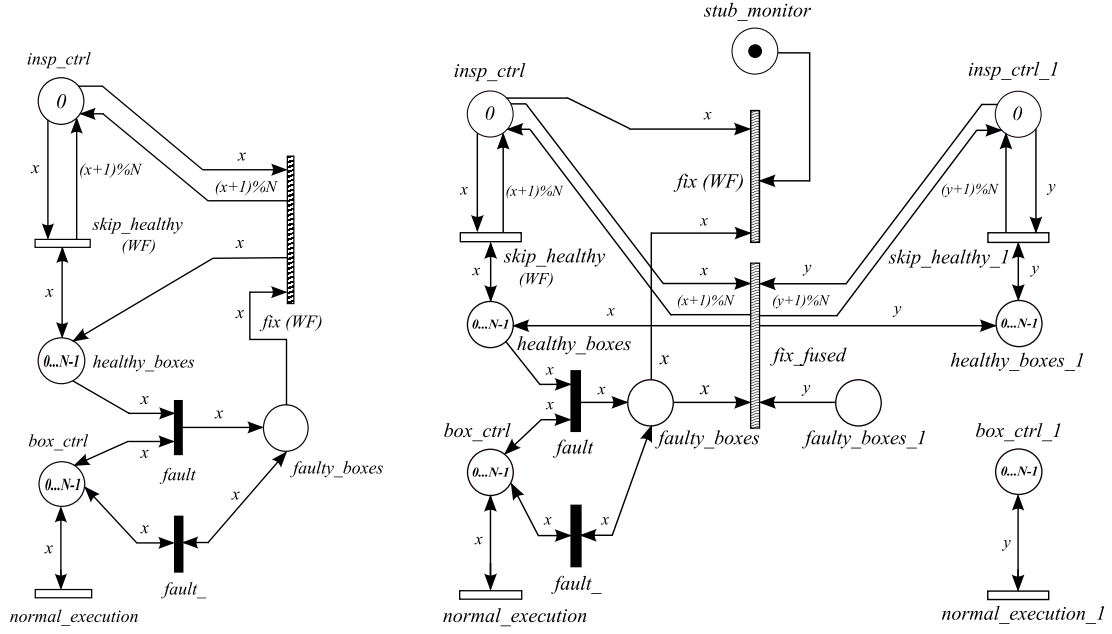 insp_ctrl
0
x
(x+1)%N
x
(x+1)%N
skip_healthy
(WF)
x
x
x
fix (WF)
0...N-1
healthy_boxes
x
x
x
box_ctrl
fault
faulty_boxes
0...N-1
x
x
x
fault_
normal_execution
stub_monitor
insp_ctrl
0
x
(x+1)%N
x
fix (WF)
x
skip_healthy
(WF)
x
x
(x+1)%N
y
(y+1)%N
insp_ctrl_1
0
(y+1)%N
y
skip_healthy_1
y
0...N-1
healthy_boxes
x
y
0...N-1
healthy_boxes_1
fix_fused
x
x
x
x
fault
x
y
faulty_boxes
faulty_boxes_1
box_ctrl
0...N-1
x
x
x
fault_
normal_execution
box_ctrl_1
0...N-1
y
normal_execution_1